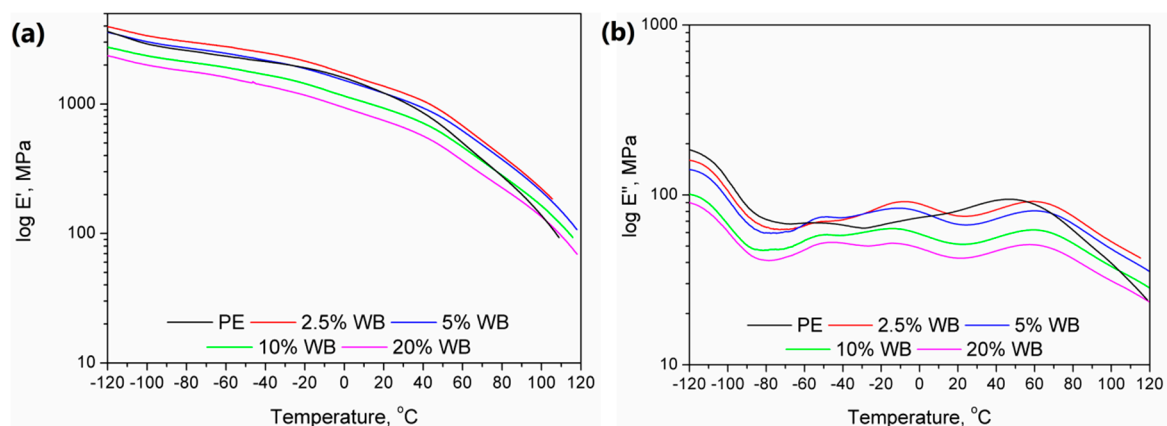 (a)
log E', MPa
1000
100
10
PE 2.5% WB 5% WB
10% WB 20% WB
-120 -100 -80 -60 -40 -20 0 20 40 60 80 100 120
Temperature, °C
(b)
log E'', MPa
1000
100
10
PE 2.5% WB 5% WB
10% WB 20% WB
-120 -100 -80 -60 -40 -20 0 20 40 60 80 100 120
Temperature, °C